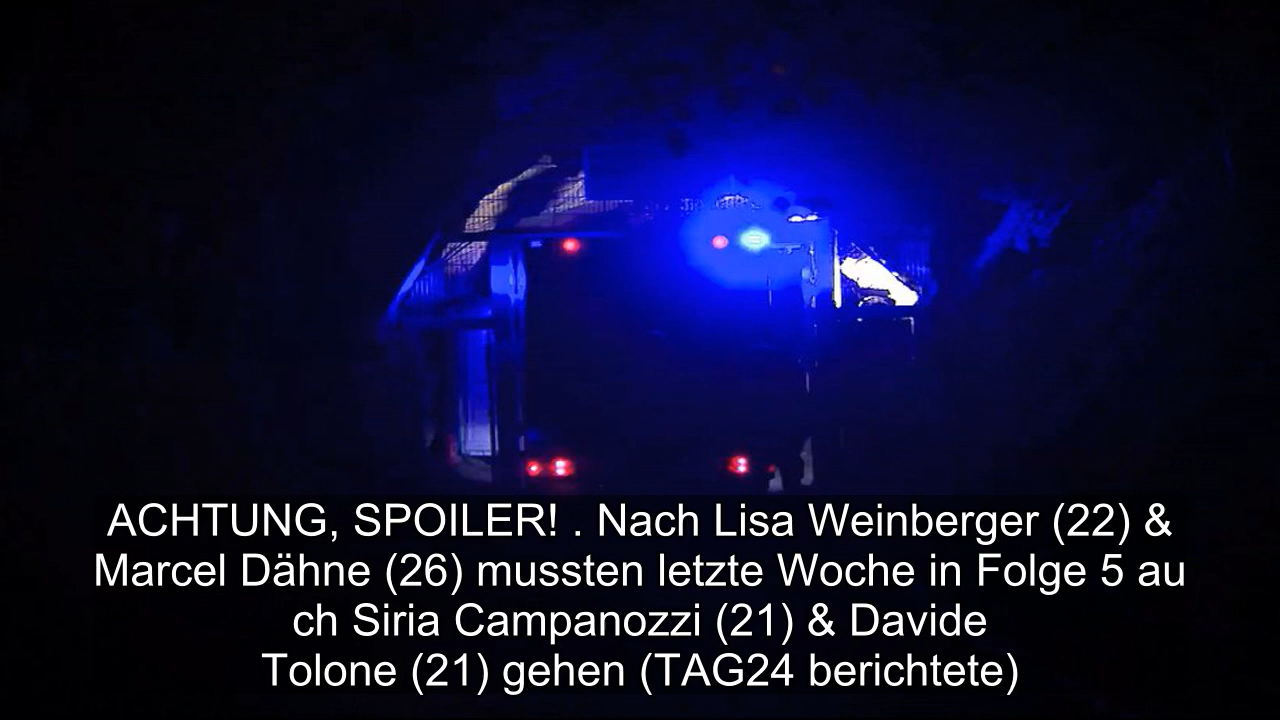 ACHTUNG, SPOILER! . Nach Lisa Weinberger (22) &
Marcel Dähne (26) mussten letzte Woche in Folge 5 au
ch Siria Campanozzi (21) & Davide
Tolone (21) gehen (TAG24 berichtete)